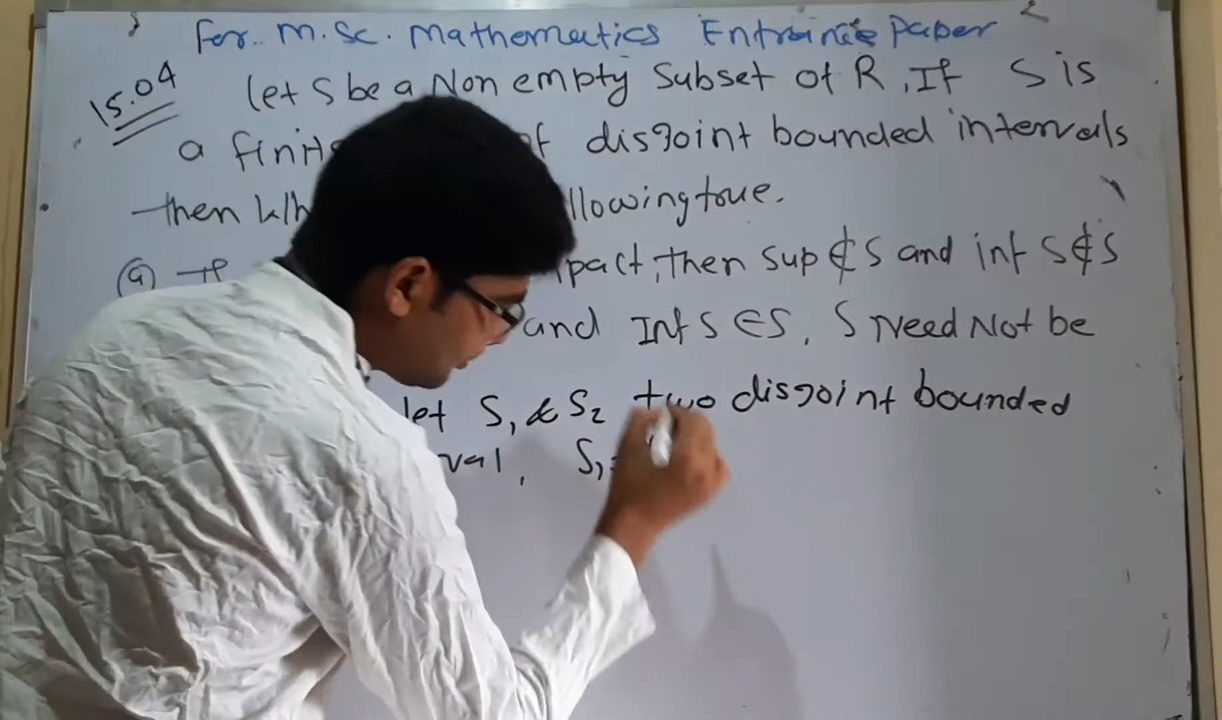 For.. M.Sc. Mathematics Entrance Paper
15.04
Let S be a Non empty Subset of R, If S is
a finite of disjoint bounded intervals
then llowing true.
(a) If pact, then sup ∉ S and inf S ∉ S
and Inf S ∈ S, S Need Not be
let S₁ & S₂ two disjoint bounded
val, S₁ =